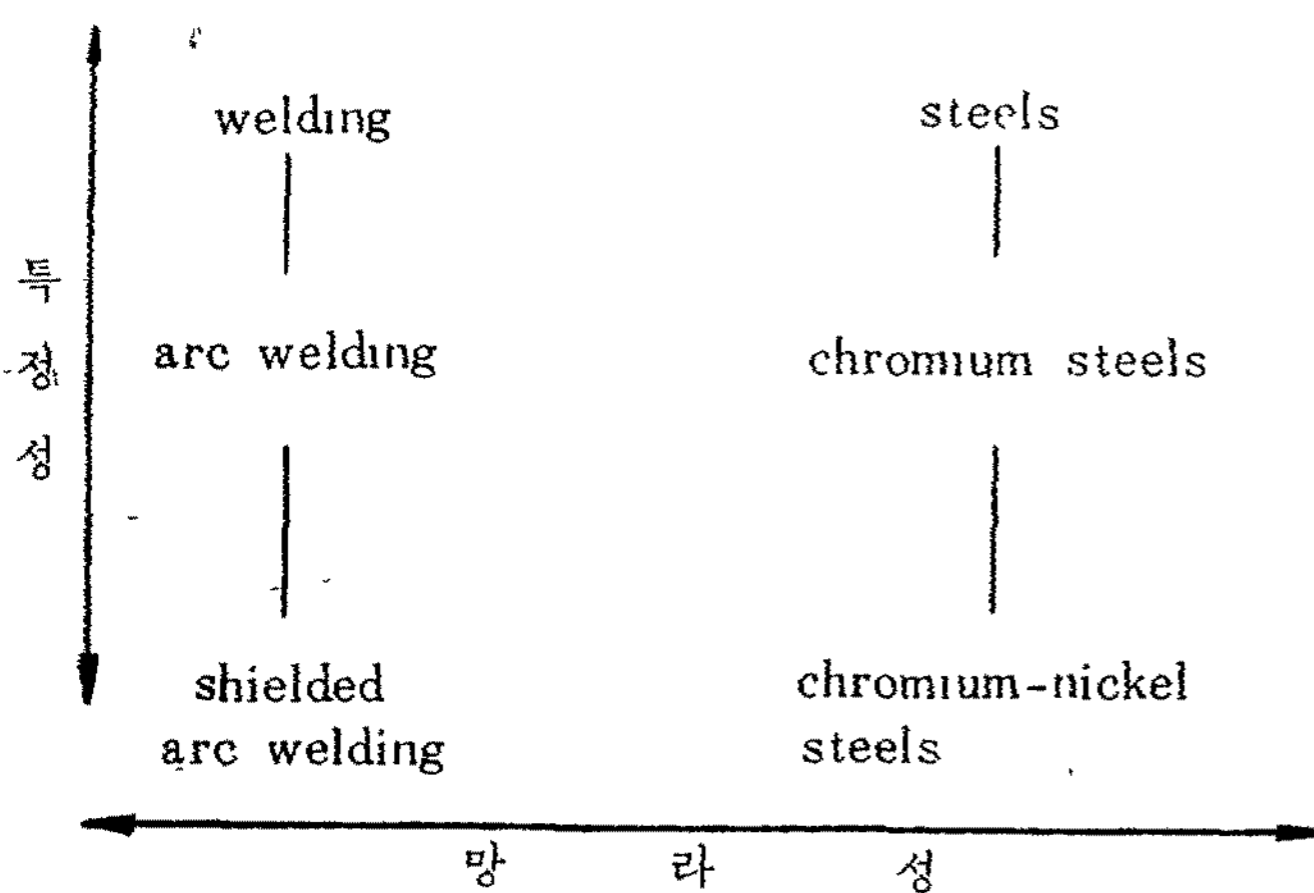 welding
steels
특정성
arc welding
chromium steels
shielded
arc welding
chromium-nickel
steels
망 라 성